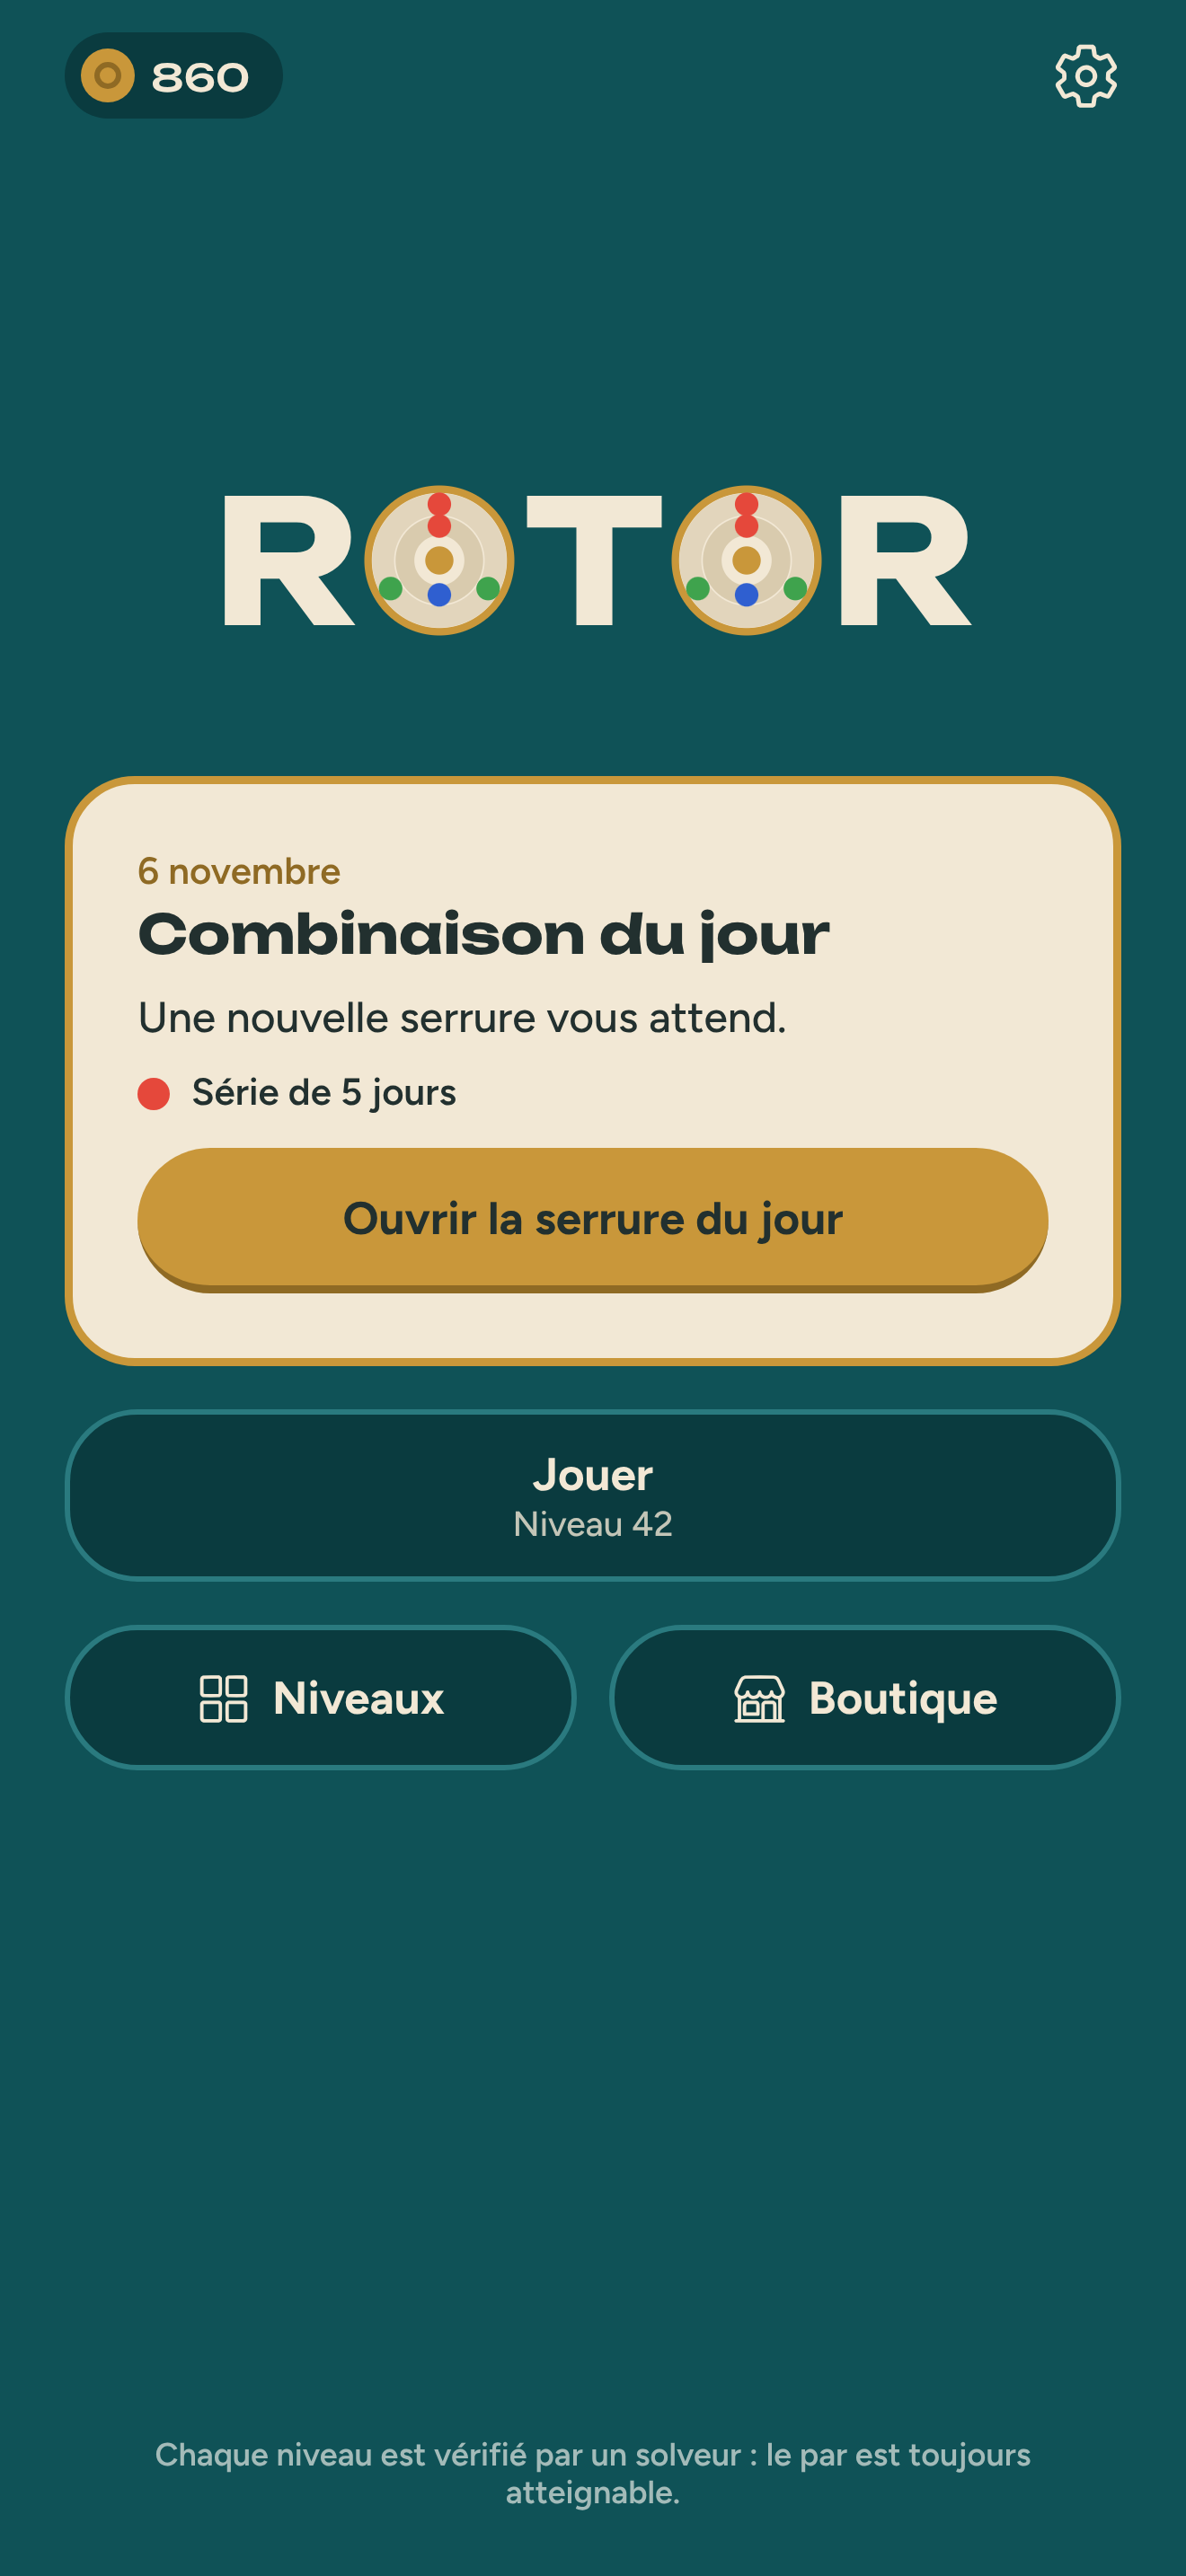 860
ROTOR
6 novembre
Combinaison du jour
Une nouvelle serrure vous attend.
Série de 5 jours
Ouvrir la serrure du jour
Jouer
Niveau 42
Niveaux
Boutique
Chaque niveau est vérifié par un solveur : le par est toujours
atteignable.